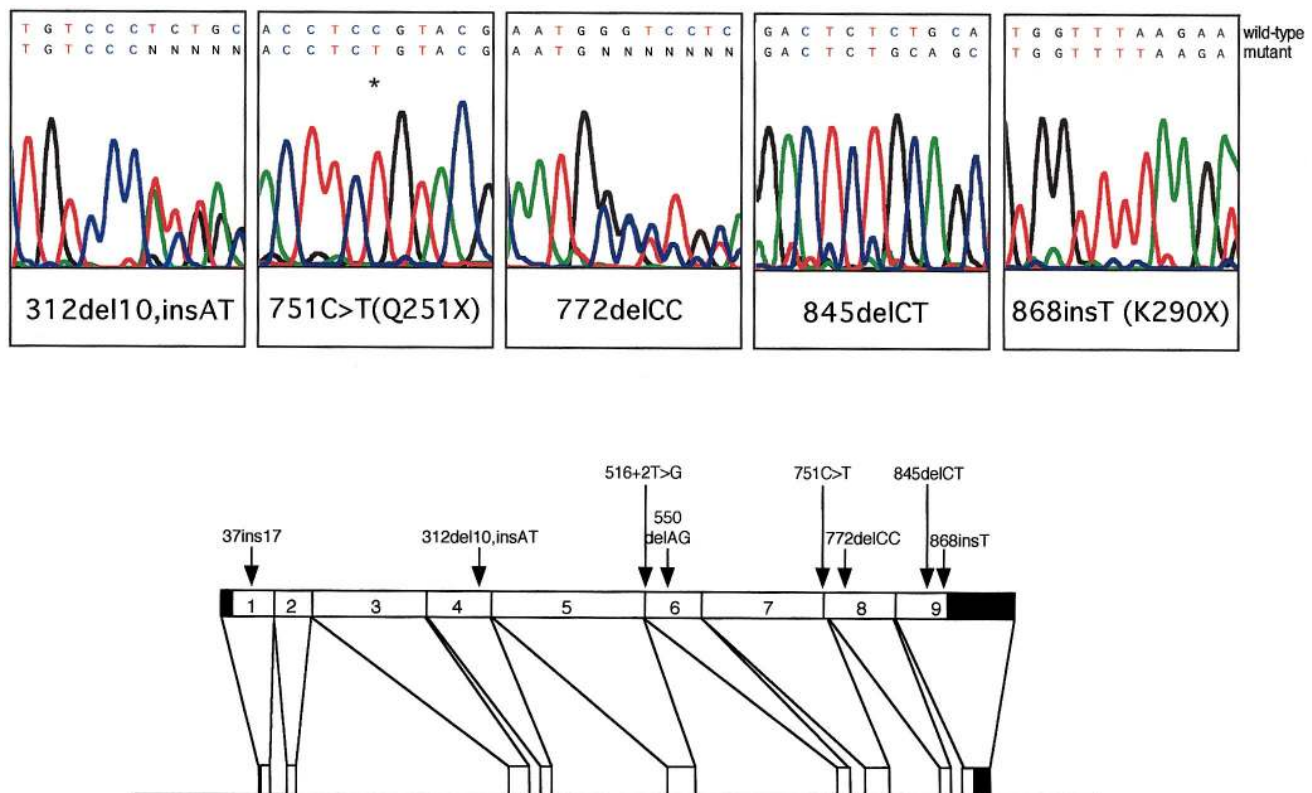 T G T C C C T C T G C
T G T C C C N N N N N
312del10,insAT
A C C T C C G T A C G
A C C T C T G T A C G
*
751C>T(Q251X)
A A T G G G T C C T C
A A T G N N N N N N N
772delCC
G A C T C T C T G C A
G A C T C T G C A G C
845delCT
T G G T T T A A G A A
T G G T T T T A A G A
868insT (K290X)
wild-type
mutant
516+2T>G
751C>T
845delCT
550
37ins17
312del10,insAT
delAG
772delCC
868insT
1 2 3 4 5 6 7 8 9